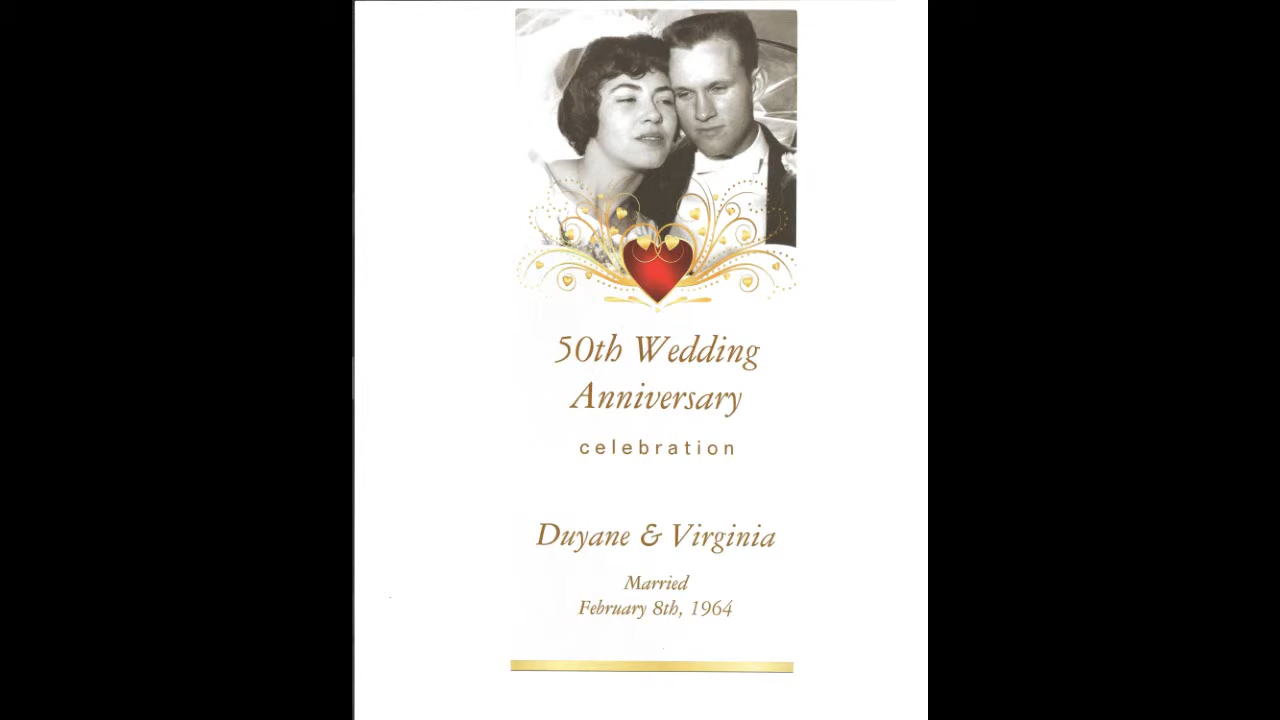 50th Wedding
Anniversary
celebration
Duyane & Virginia
Married
February 8th, 1964